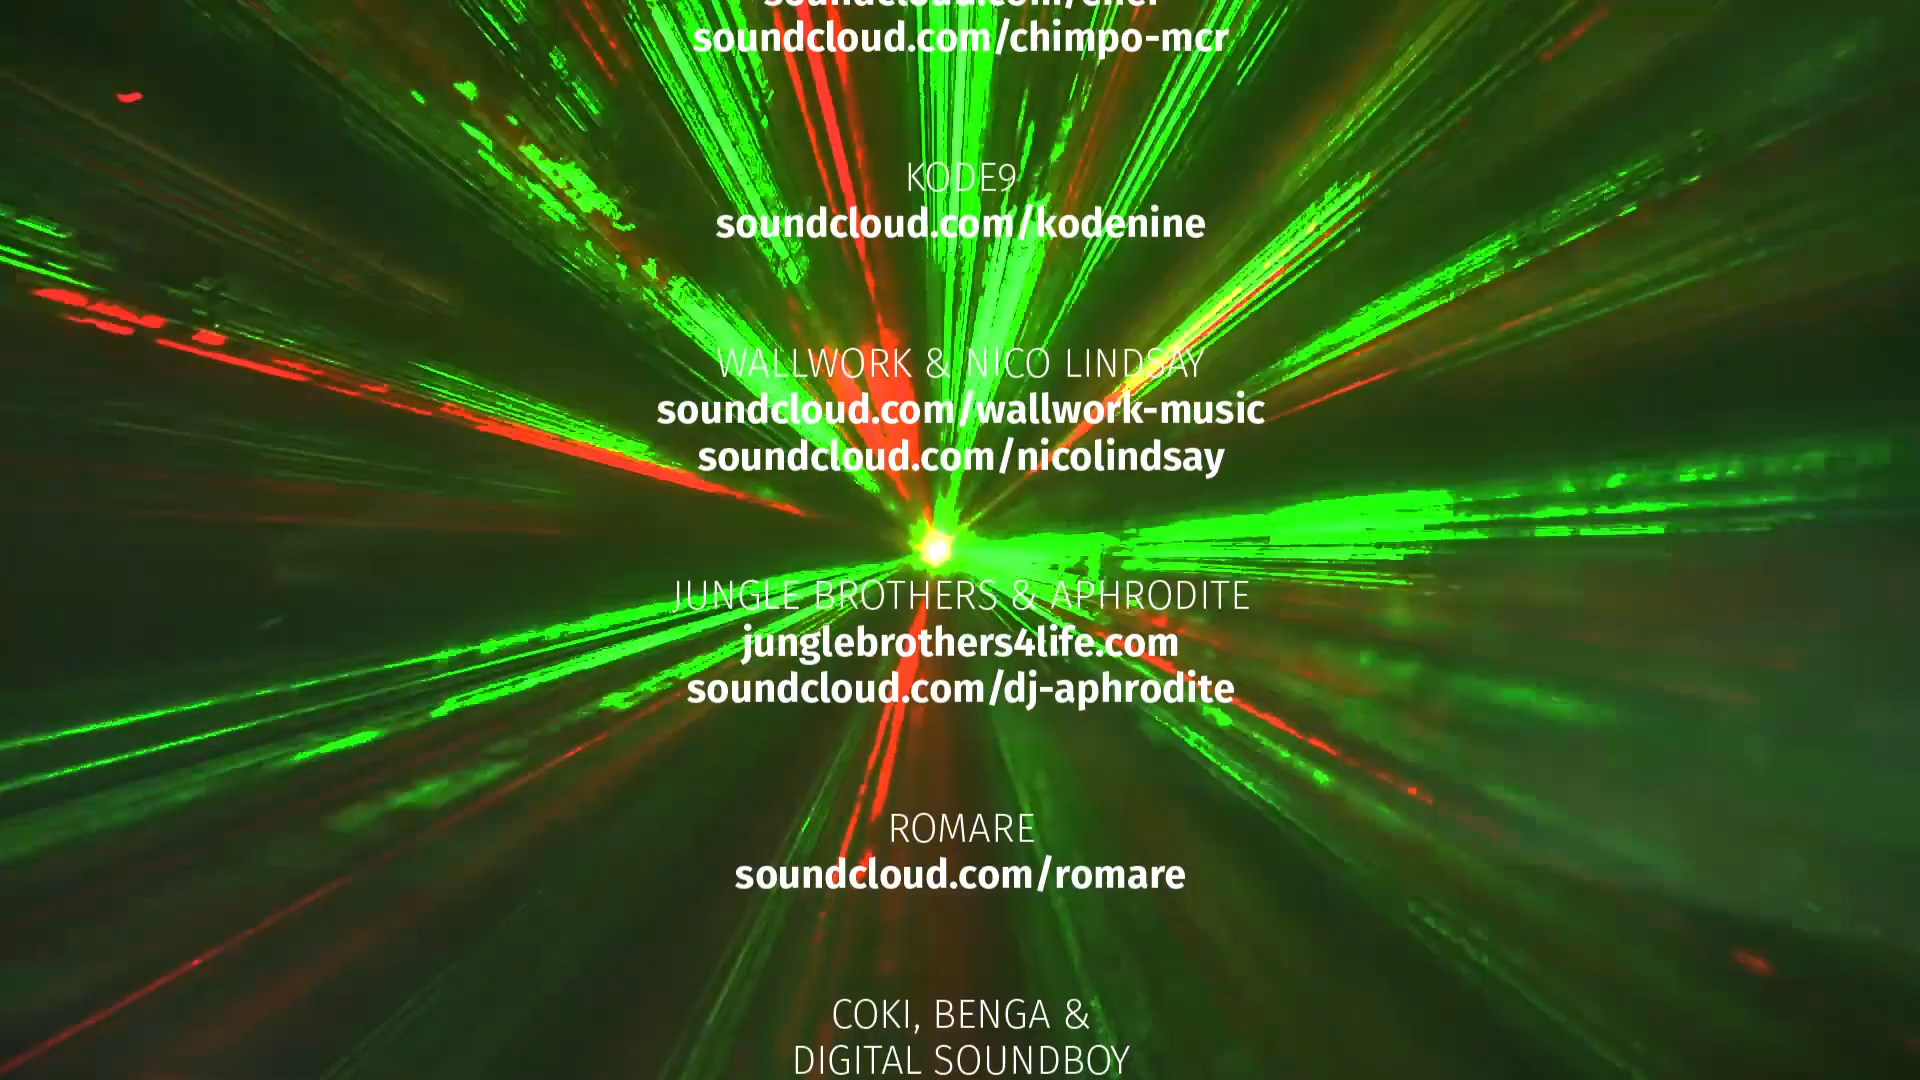 soundcloud.com/chimpo-mcr
KODE9
soundcloud.com/kodenine
WALLWORK & NICO LINDSAY
soundcloud.com/wallwork-music
soundcloud.com/nicolindsay
JUNGLE BROTHERS & APHRODITE
junglebrothers4life.com
soundcloud.com/dj-aphrodite
ROMARE
soundcloud.com/romare
COKI, BENGA &
DIGITAL SOUNDBOY